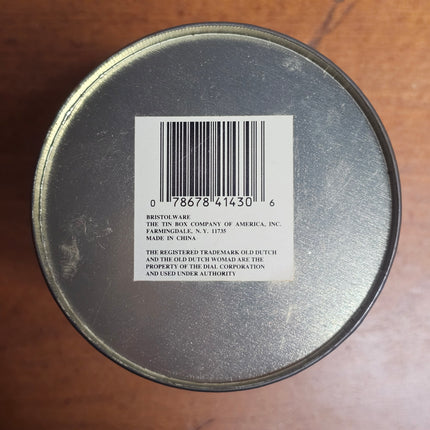 0 78678 41430 6
BRISTOLWARE
THE TIN BOX COMPANY OF AMERICA, INC.
FARMINGDALE, N. Y. 11735
MADE IN CHINA
THE REGISTERED TRADEMARK OLD DUTCH
AND THE OLD DUTCH WOMAD ARE THE
PROPERTY OF THE DIAL CORPORATION
AND USED UNDER AUTHORITY